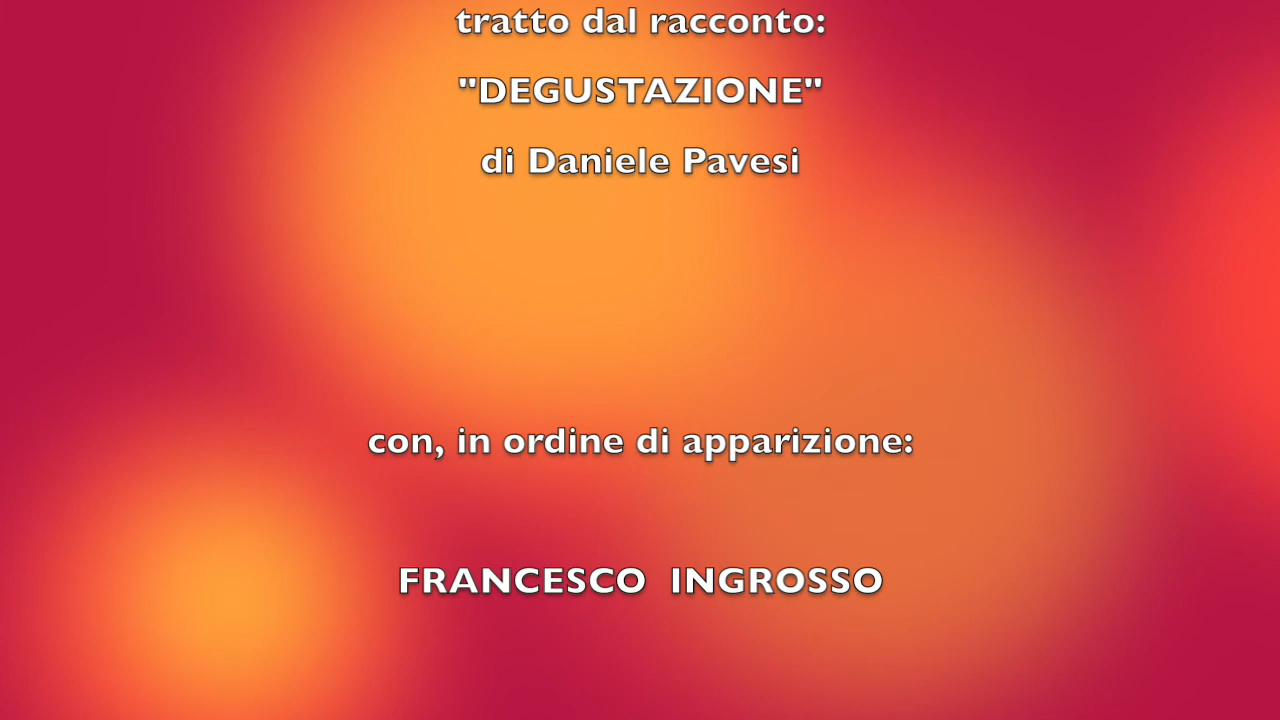 tratto dal racconto:
"DEGUSTAZIONE"
di Daniele Pavesi
con, in ordine di apparizione:
FRANCESCO INGROSSO